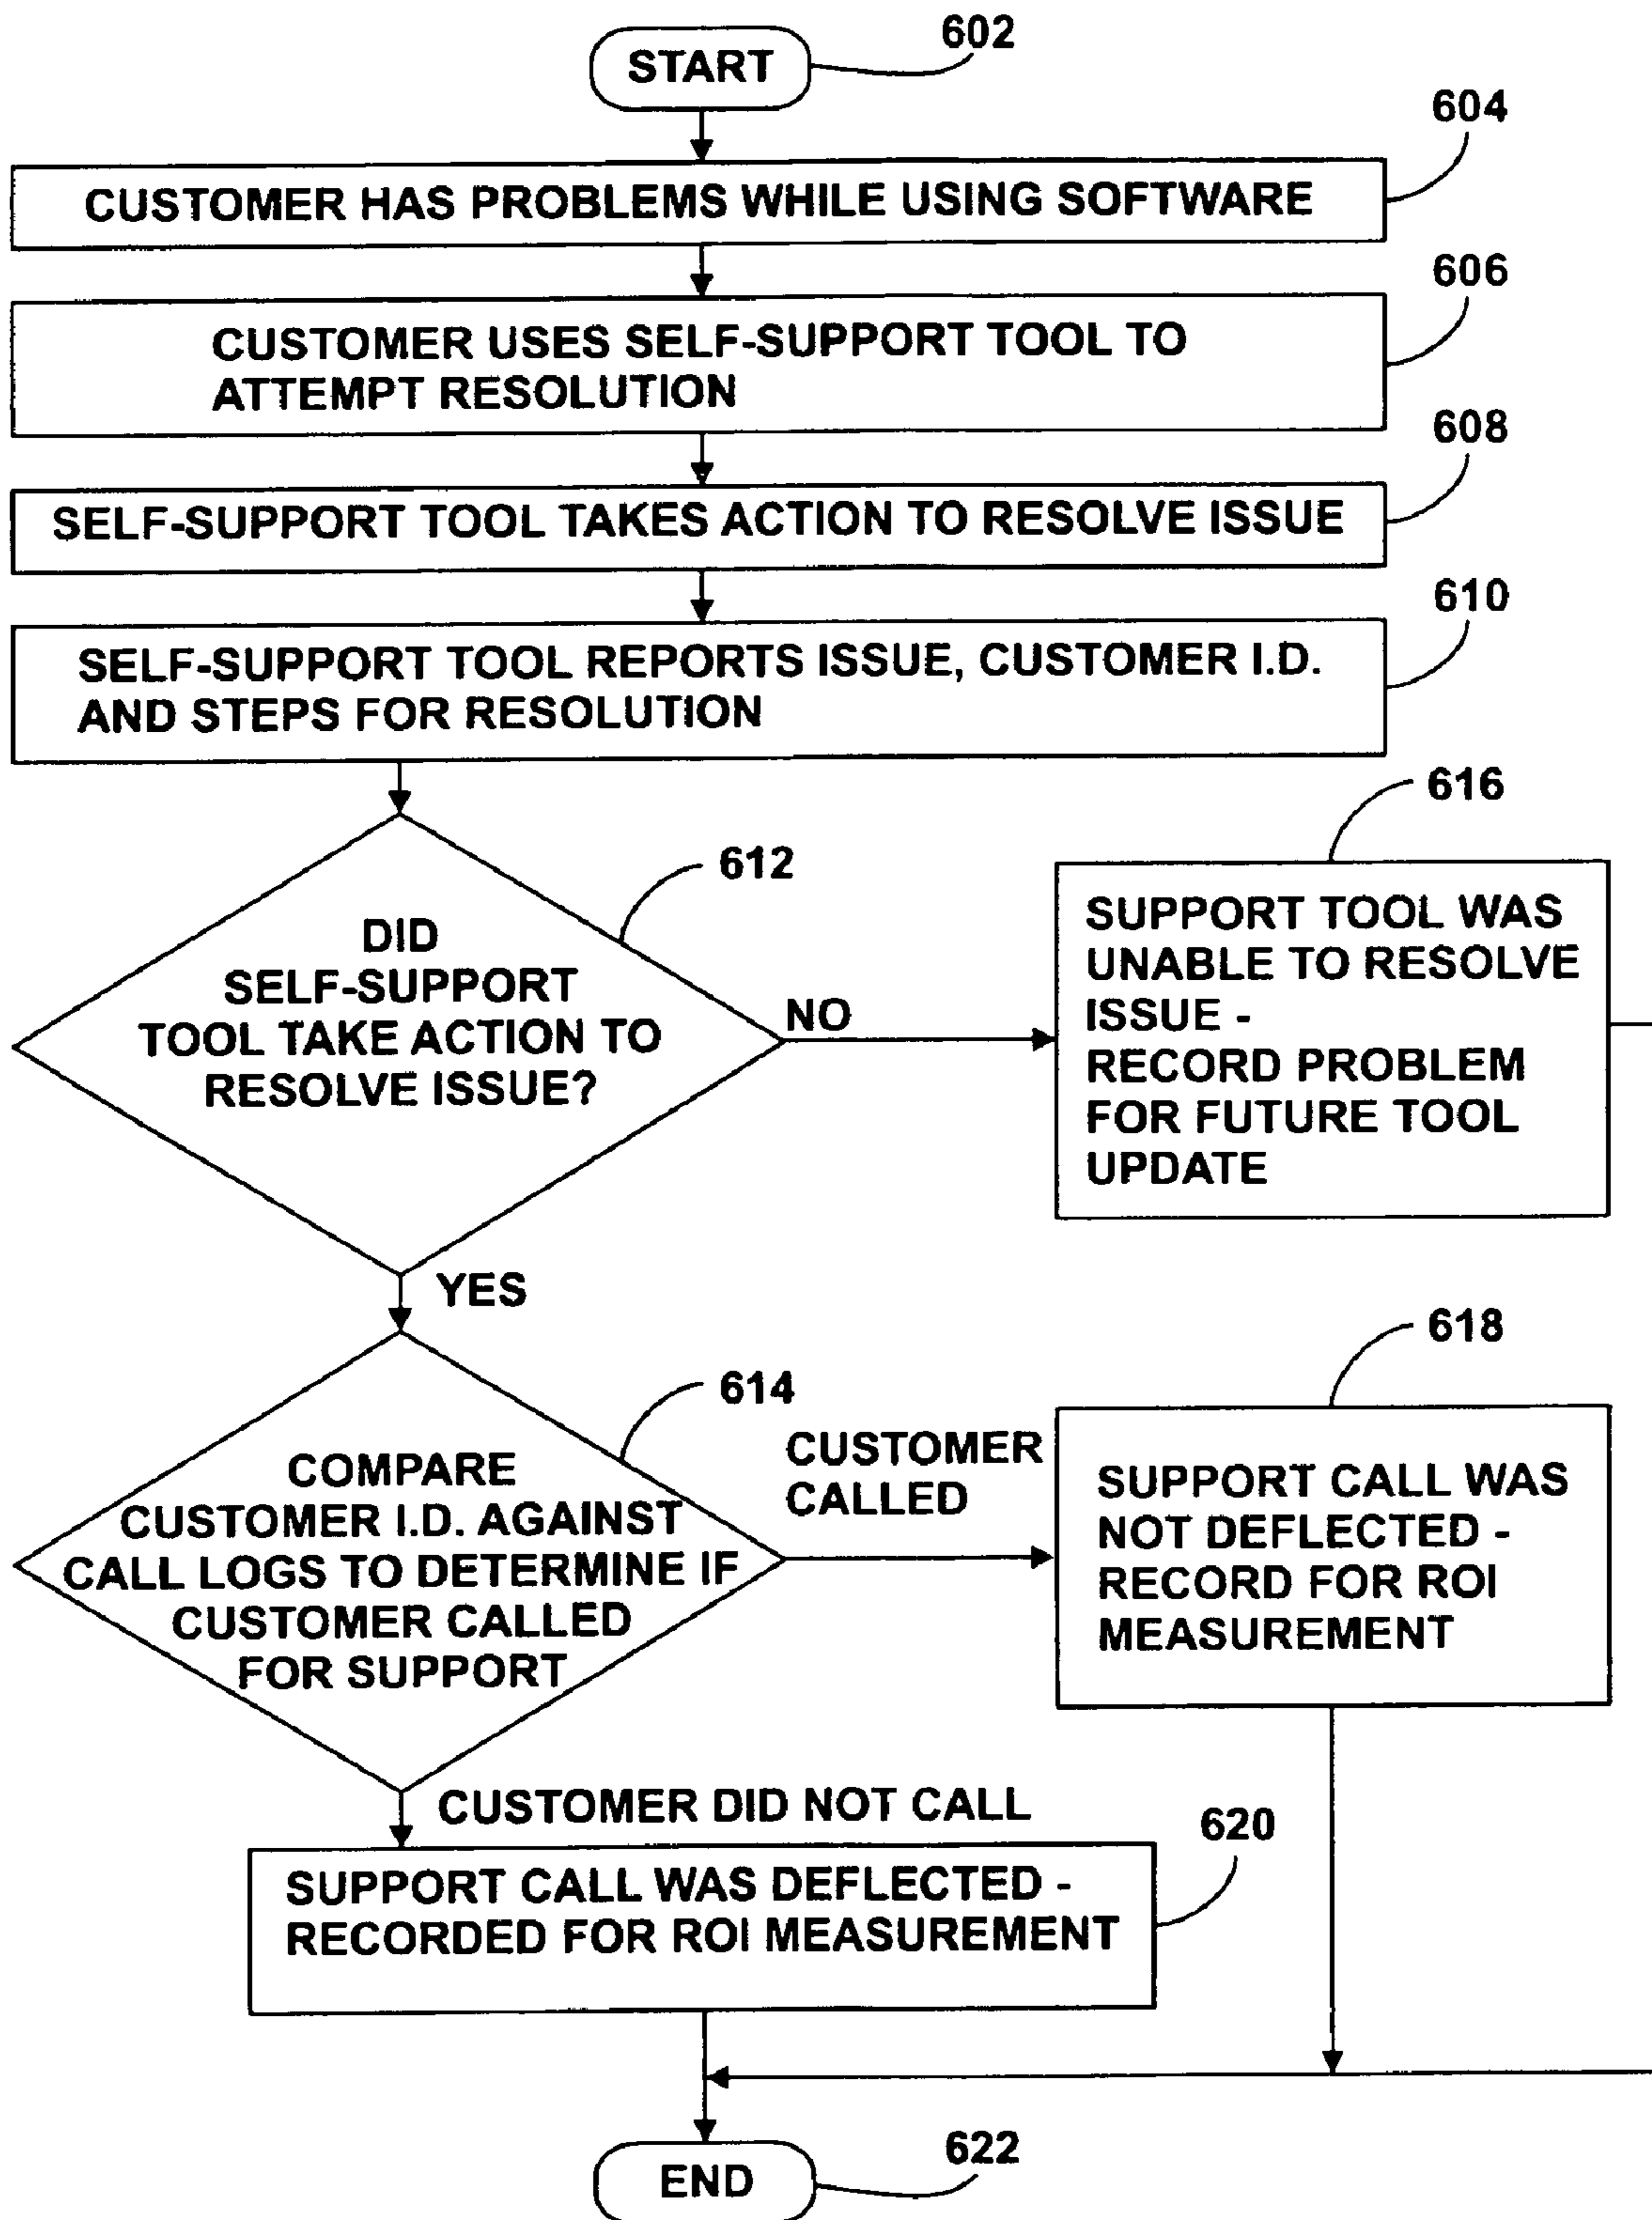 START
602
604
CUSTOMER HAS PROBLEMS WHILE USING SOFTWARE
606
CUSTOMER USES SELF-SUPPORT TOOL TO
ATTEMPT RESOLUTION
608
SELF-SUPPORT TOOL TAKES ACTION TO RESOLVE ISSUE
610
SELF-SUPPORT TOOL REPORTS ISSUE, CUSTOMER I.D.
AND STEPS FOR RESOLUTION
612
DID
SELF-SUPPORT
TOOL TAKE ACTION TO
RESOLVE ISSUE?
NO
616
SUPPORT TOOL WAS
UNABLE TO RESOLVE
ISSUE -
RECORD PROBLEM
FOR FUTURE TOOL
UPDATE
YES
614
COMPARE
CUSTOMER I.D. AGAINST
CALL LOGS TO DETERMINE IF
CUSTOMER CALLED
FOR SUPPORT
CUSTOMER
CALLED
618
SUPPORT CALL WAS
NOT DEFLECTED -
RECORD FOR ROI
MEASUREMENT
CUSTOMER DID NOT CALL
620
SUPPORT CALL WAS DEFLECTED -
RECORDED FOR ROI MEASUREMENT
END
622